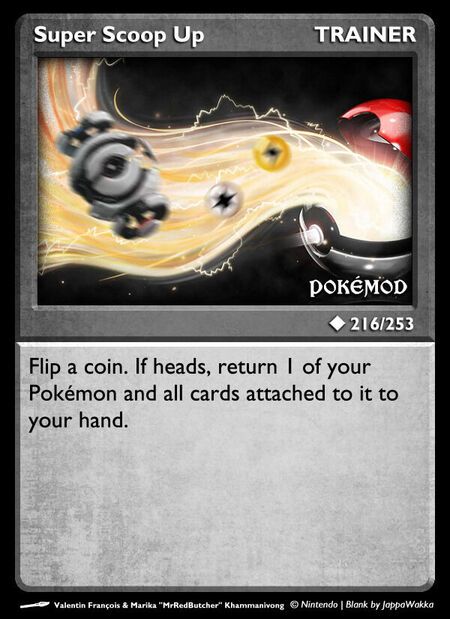 Super Scoop Up TRAINER
POKÉMOD
◆ 216/253
Flip a coin. If heads, return 1 of your
Pokémon and all cards attached to it to
your hand.
Valentin François & Marika "MrRedButcher" Khammanivong © Nintendo | Blank by JappaWakka